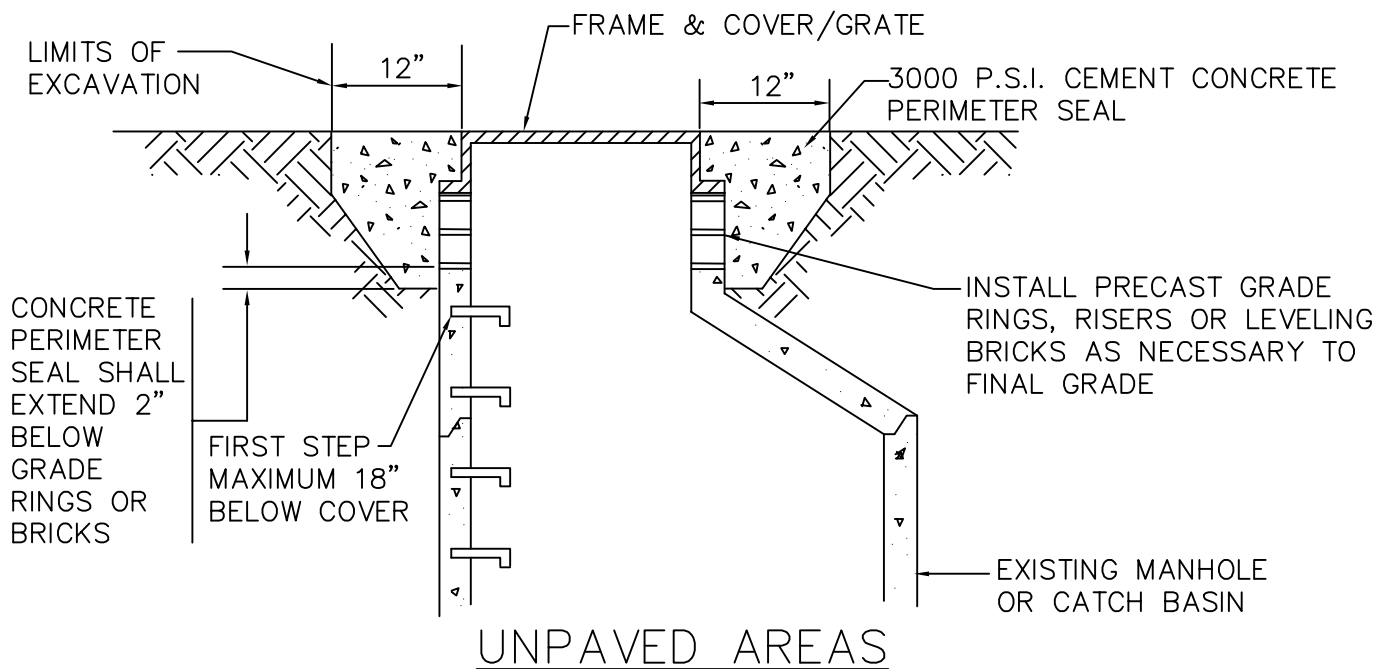 FRAME & COVER/GRATE
LIMITS OF
EXCAVATION
12"
12"
3000 P.S.I. CEMENT CONCRETE
PERIMETER SEAL
INSTALL PRECAST GRADE
RINGS, RISERS OR LEVELING
BRICKS AS NECESSARY TO
FINAL GRADE
CONCRETE
PERIMETER
SEAL SHALL
EXTEND 2"
BELOW
GRADE
RINGS OR
BRICKS
FIRST STEP
MAXIMUM 18"
BELOW COVER
EXISTING MANHOLE
OR CATCH BASIN
UNPAVED AREAS